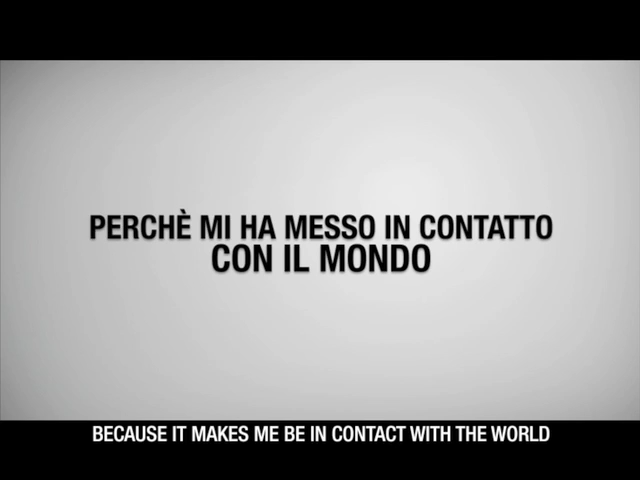 PERCHÈ MI HA MESSO IN CONTATTO
CON IL MONDO
BECAUSE IT MAKES ME BE IN CONTACT WITH THE WORLD